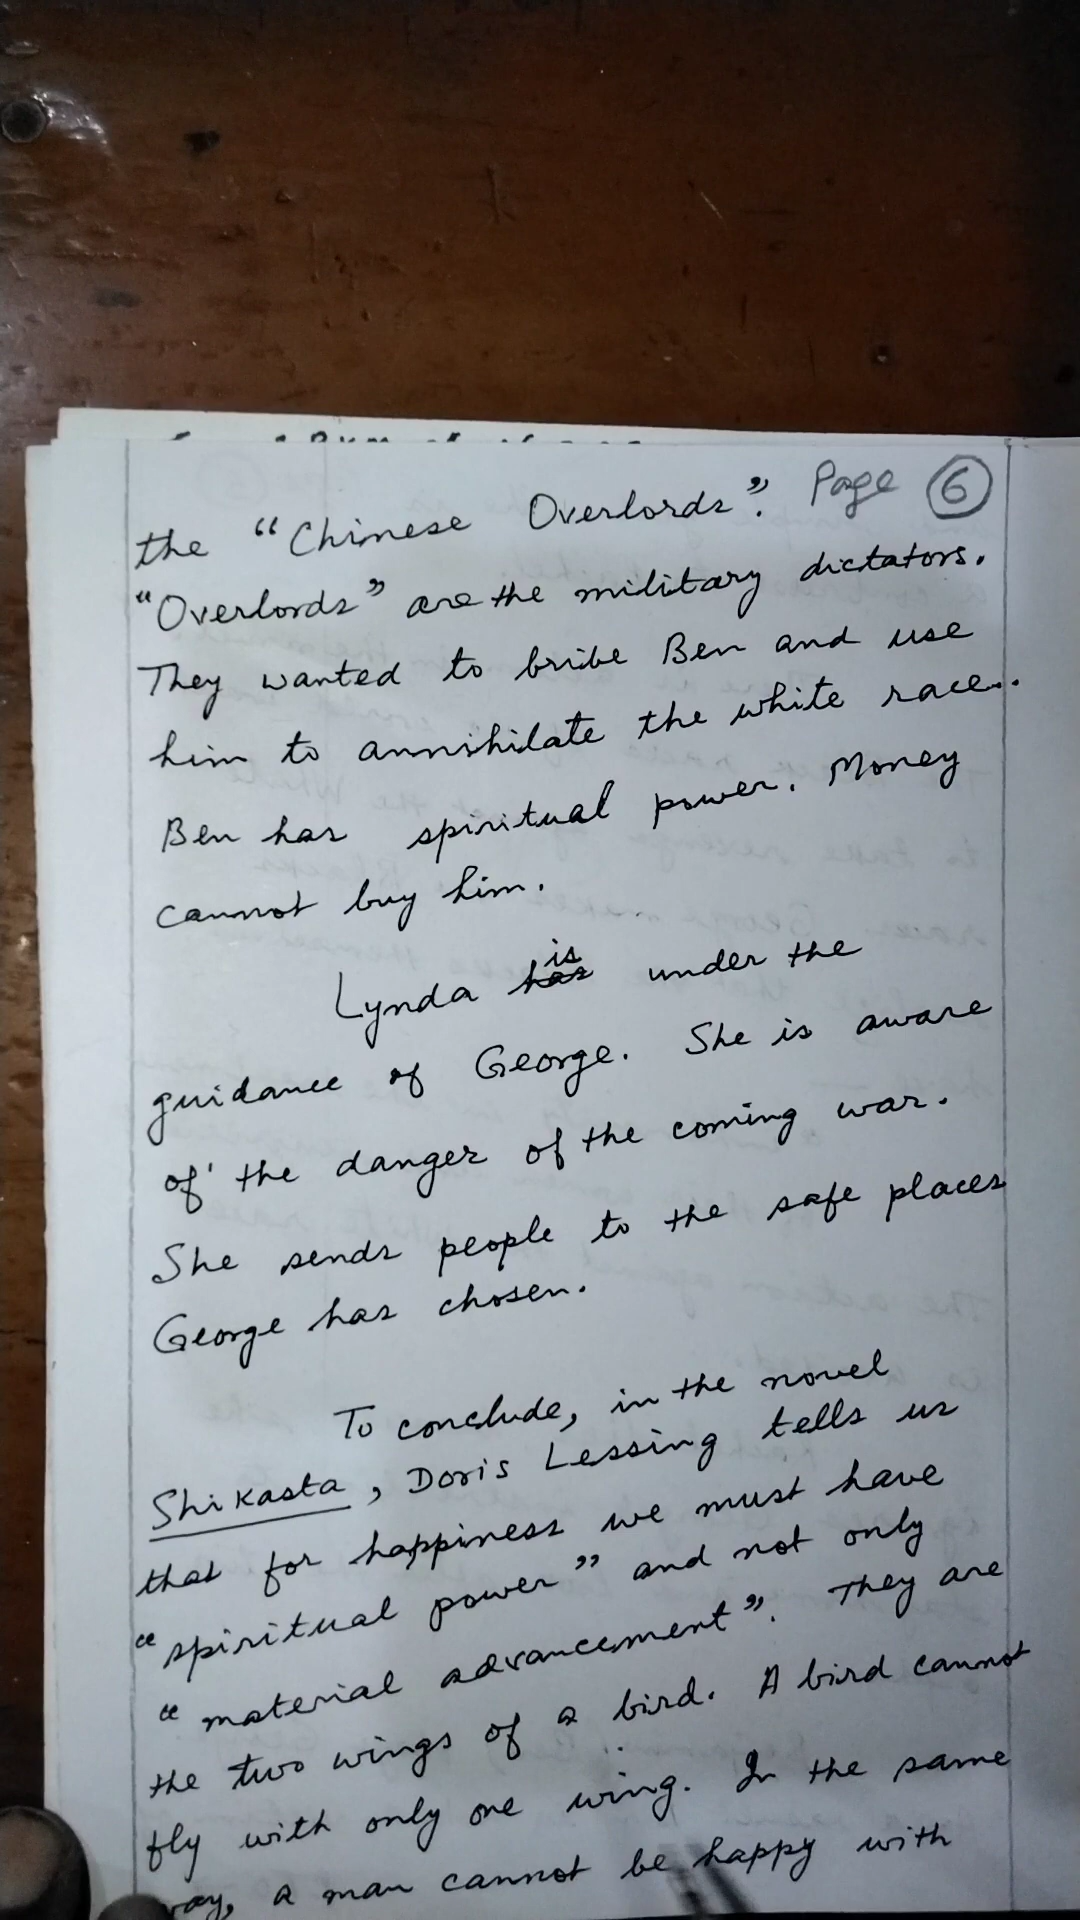 Page 6
the “Chinese Overlords”.
“Overlords” are the military dictators.
They wanted to bribe Ben and use
him to annihilate the white race.
Ben has spiritual power. Money
cannot buy him.
Lynda is under the
guidance of George. She is aware
of the danger of the coming war.
She sends people to the safe places
George has chosen.
To conclude, in the novel
Shikasta, Doris Lessing tells us
that for happiness we must have
“spiritual power” and not only
“material advancement”. They are
the two wings of a bird. A bird cannot
fly with only one wing. In the same
way, a man cannot be happy with